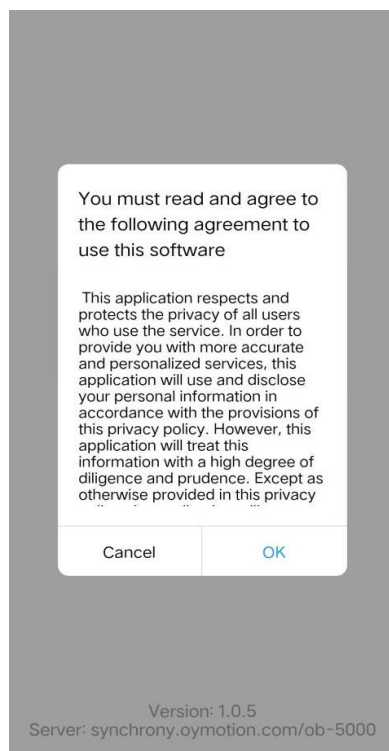 You must read and agree to
the following agreement to
use this software
This application respects and
protects the privacy of all users
who use the service. In order to
provide you with more accurate
and personalized services, this
application will use and disclose
your personal information in
accordance with the provisions of
this privacy policy. However, this
application will treat this
information with a high degree of
diligence and prudence. Except as
otherwise provided in this privacy
Cancel
OK
Version: 1.0.5
Server: synchrony.oymotion.com/ob-5000